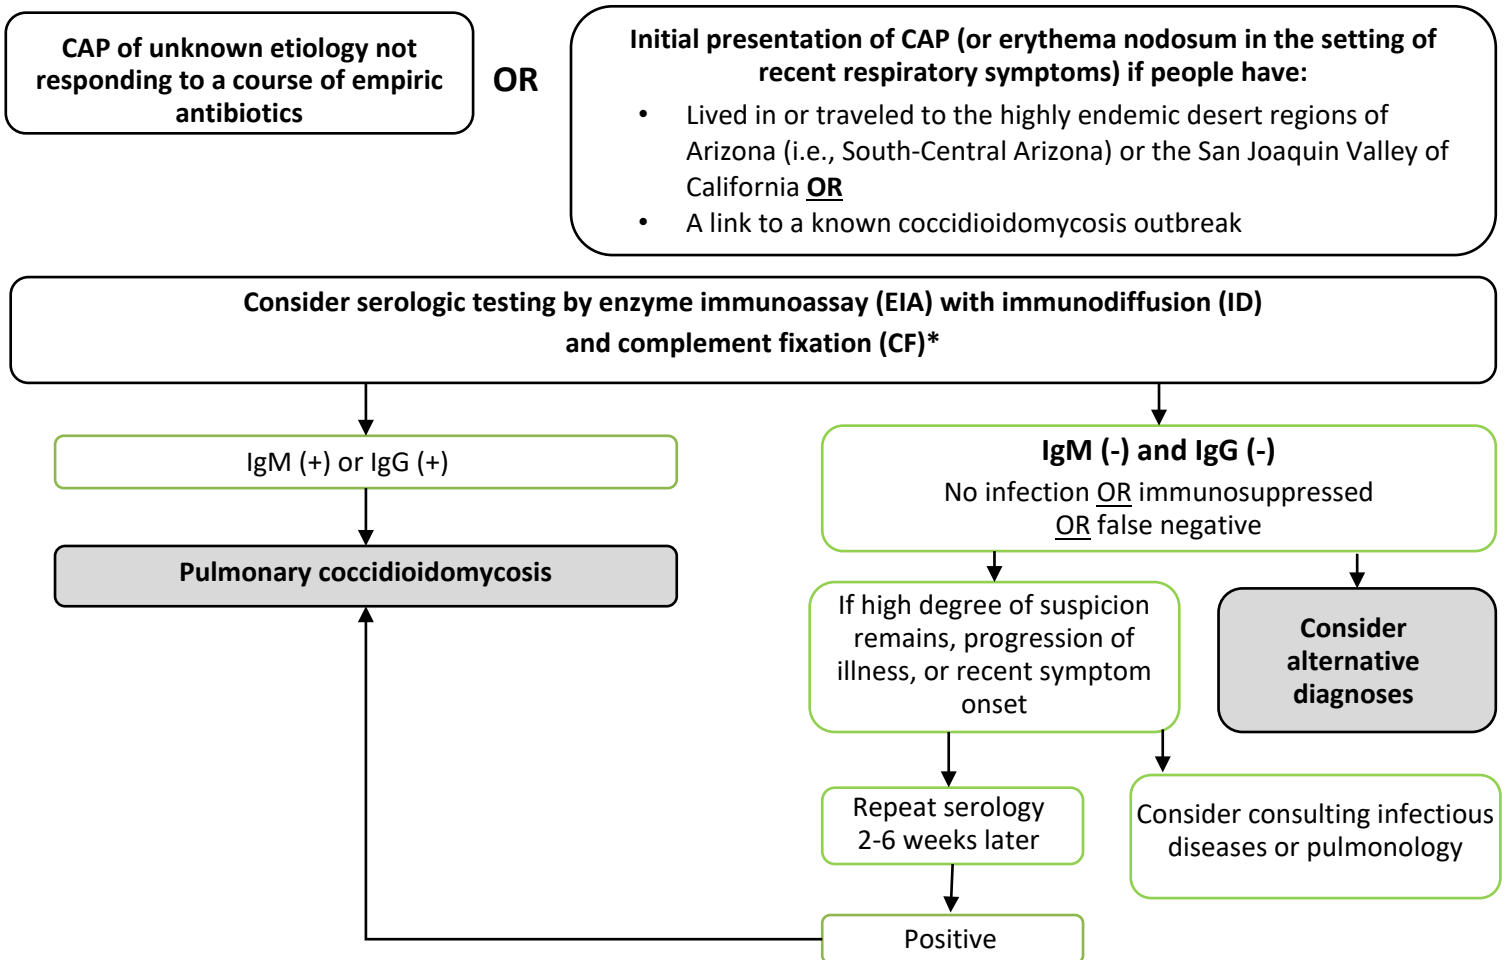 CAP of unknown etiology not
responding to a course of empiric
antibiotics
OR
Initial presentation of CAP (or erythema nodosum in the setting of
recent respiratory symptoms) if people have:
• Lived in or traveled to the highly endemic desert regions of
Arizona (i.e., South-Central Arizona) or the San Joaquin Valley of
California OR
• A link to a known coccidioidomycosis outbreak
Consider serologic testing by enzyme immunoassay (EIA) with immunodiffusion (ID)
and complement fixation (CF)*
IgM (+) or IgG (+)
Pulmonary coccidioidomycosis
IgM (-) and IgG (-)
No infection OR immunosuppressed
OR false negative
If high degree of suspicion
remains, progression of
illness, or recent symptom
onset
Consider
alternative
diagnoses
Repeat serology
2-6 weeks later
Consider consulting infectious
diseases or pulmonology
Positive